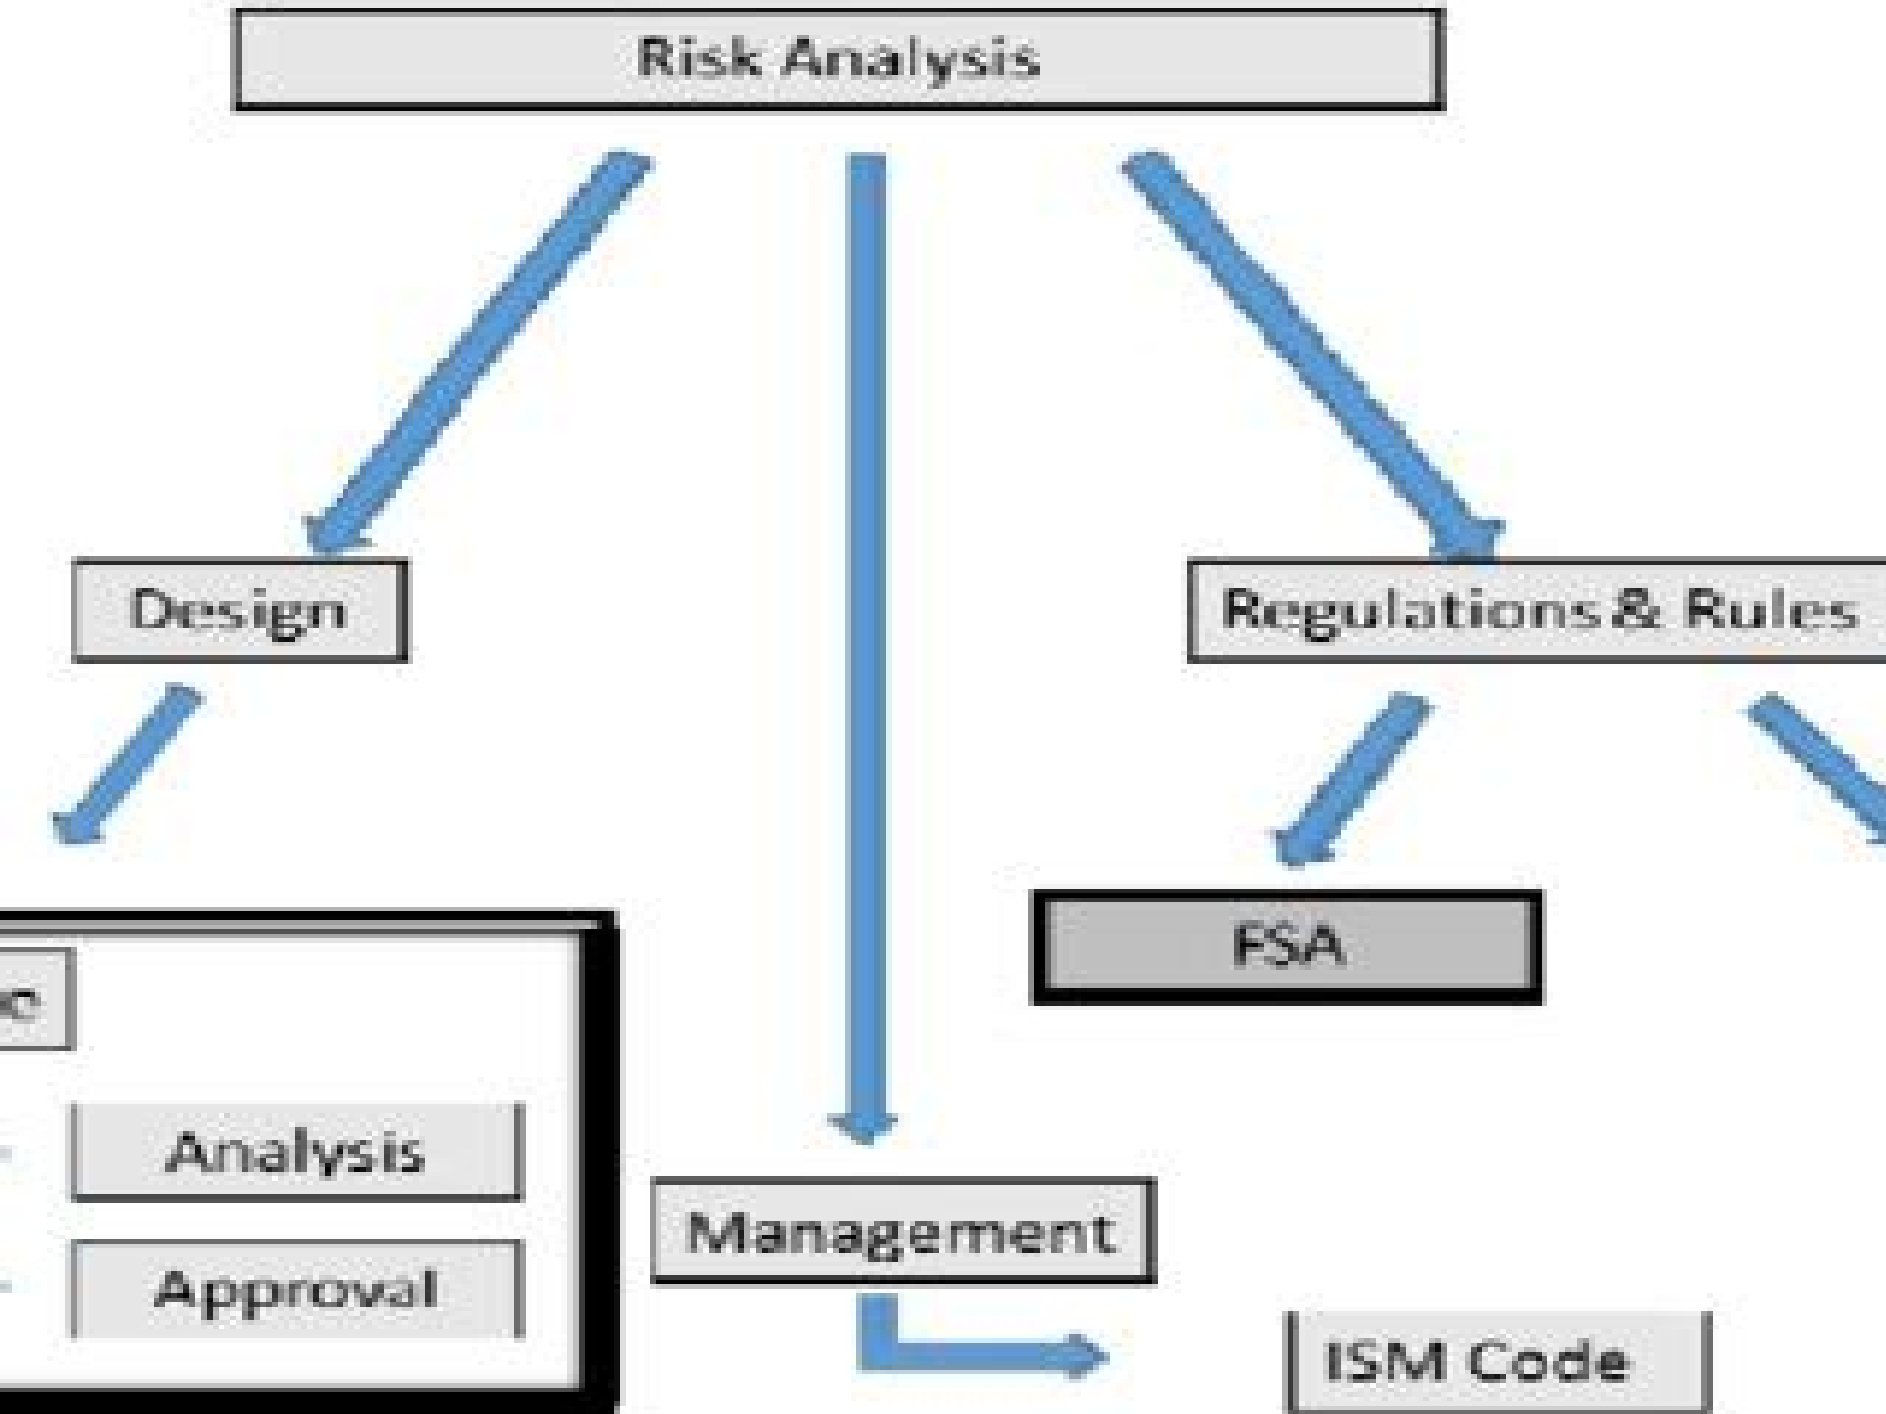 Risk Analysis
Design
Regulations & Rules
FSA
e
Analysis
Approval
Management
ISM Code